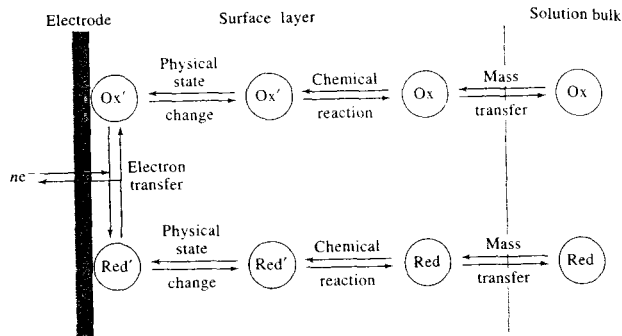 Electrode Surface layer Solution bulk
Physical
state Chemical Mass
Ox′ Ox′ Ox Ox
change reaction transfer
ne⁻ Electron
transfer
Physical
state Chemical Mass
Red′ Red′ Red Red
change reaction transfer